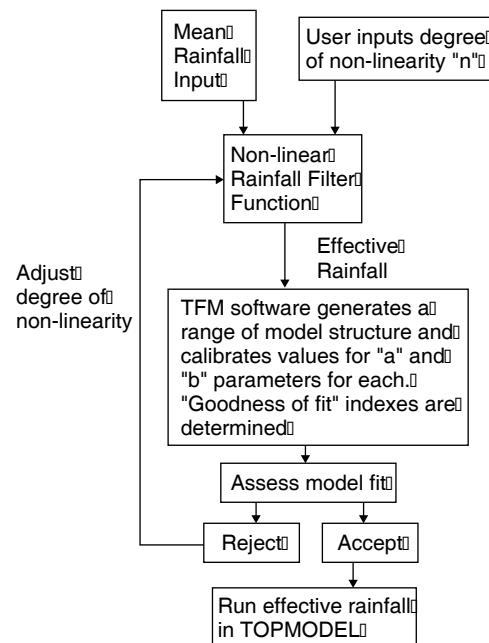 Mean
Rainfall
Input
User inputs degree
of non-linearity "n"
Non-linear
Rainfall Filter
Function
Effective
Rainfall
Adjust
degree of
non-linearity
TFM software generates a
range of model structure and
calibrates values for "a" and
"b" parameters for each.
"Goodness of fit" indexes are
determined
Assess model fit
Reject
Accept
Run effective rainfall
in TOPMODEL